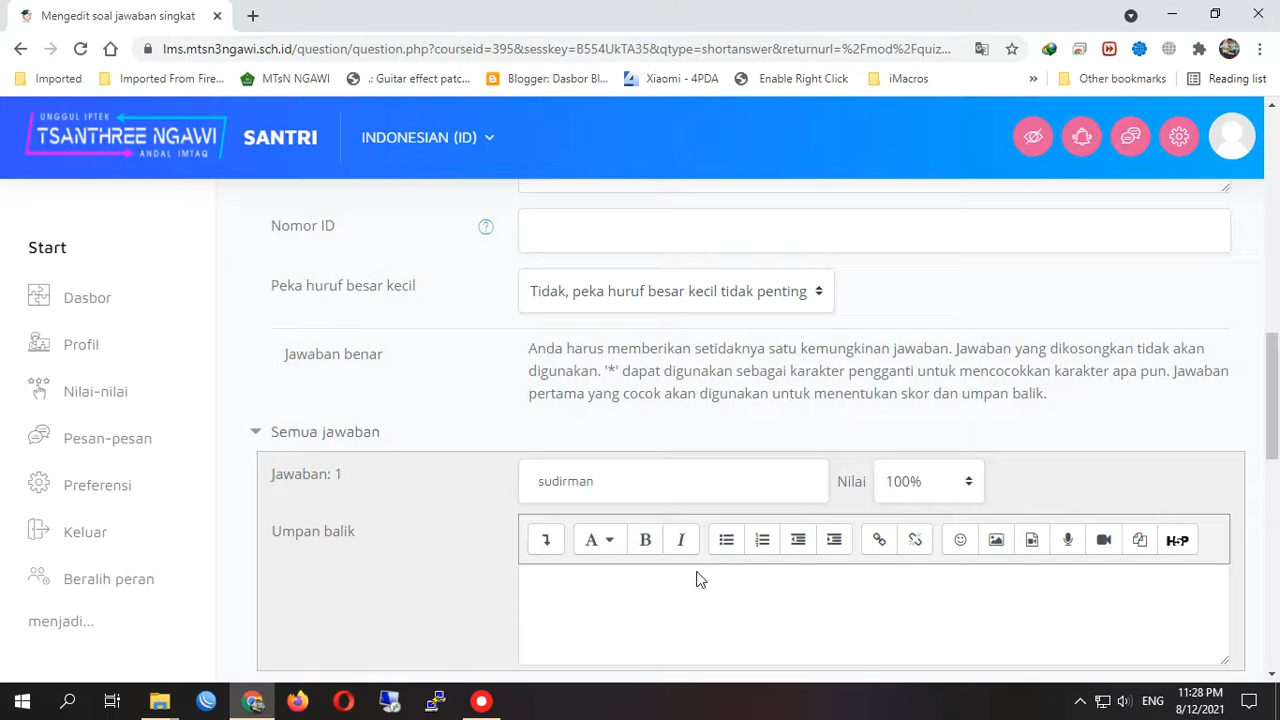 Mengedit soal jawaban singkat
lms.mtsn3ngawi.sch.id/question/question.php?courseid=395&sesskey=B554UkTA35&qtype=shortanswer&returnurl=%2Fmod%2Fquiz...
Imported
Imported From Fire...
MTsN NGAWI
.: Guitar effect patc...
Blogger: Dasbor Bl...
Xiaomi - 4PDA
Enable Right Click
iMacros
»
Other bookmarks
Reading list
UNGGUL IPTEK
TSANTHREE NGAWI
ANDAL IMTAQ
SANTRI
INDONESIAN (ID)
Start
Dasbor
Profil
Nilai-nilai
Pesan-pesan
Preferensi
Keluar
Beralih peran
menjadi...
Nomor ID
Peka huruf besar kecil
Tidak, peka huruf besar kecil tidak penting
Jawaban benar
Anda harus memberikan setidaknya satu kemungkinan jawaban. Jawaban yang dikosongkan tidak akan
digunakan. '*' dapat digunakan sebagai karakter pengganti untuk mencocokkan karakter apa pun. Jawaban
pertama yang cocok akan digunakan untuk menentukan skor dan umpan balik.
Semua jawaban
Jawaban: 1
sudirman
Nilai
100%
Umpan balik
A
B
I
H5P
ENG
11:28 PM
8/12/2021